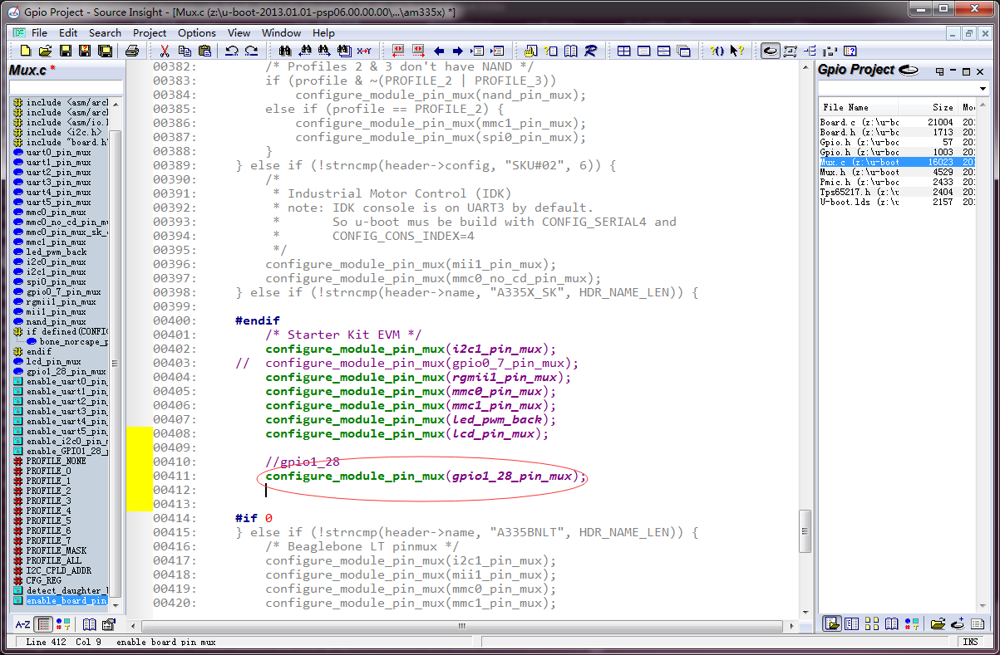 Gpio Project - Source Insight - [Mux.c (z:\u-boot-2013.01.01-psp06.00.00.00\...\am335x) *]
File Edit Search Project Options View Window Help
Mux.c *
include <asm/arc
include <asm/arc
include <asm/io.
include <i2c.h>
include "board.h
uart0_pin_mux
uart1_pin_mux
uart2_pin_mux
uart3_pin_mux
uart4_pin_mux
uart5_pin_mux
mmc0_pin_mux
mmc0_no_cd_pin_m
mmc0_pin_mux_sk_
mmc1_pin_mux
led_pwm_back
i2c0_pin_mux
i2c1_pin_mux
spi0_pin_mux
gpio0_7_pin_mux
rgmii1_pin_mux
mii1_pin_mux
nand_pin_mux
if defined(CONFI
bone_norcape_p
endif
lcd_pin_mux
gpio1_28_pin_mux
enable_uart0_pin
enable_uart1_pin_
enable_uart2_pin_
enable_uart3_pin_
enable_uart4_pin_
enable_uart5_pin_
enable_i2c0_pin_
enable_GPIO1_28_
PROFILE_NONE
PROFILE_0
PROFILE_1
PROFILE_2
PROFILE_3
PROFILE_4
PROFILE_5
PROFILE_6
PROFILE_7
PROFILE_MASK
PROFILE_ALL
I2C_CPLD_ADDR
CFG_REG
detect_daughter_
enable_board_pin
A-Z
00382: /* Profiles 2 & 3 don't have NAND */
00383: if (profile & ~(PROFILE_2 | PROFILE_3))
00384: configure_module_pin_mux(nand_pin_mux);
00385: else if (profile == PROFILE_2) {
00386: configure_module_pin_mux(mmc1_pin_mux);
00387: configure_module_pin_mux(spi0_pin_mux);
00388: }
00389: } else if (!strncmp(header->config, "SKU#02", 6)) {
00390: /*
00391: * Industrial Motor Control (IDK)
00392: * note: IDK console is on UART3 by default.
00393: * So u-boot mus be build with CONFIG_SERIAL4 and
00394: * CONFIG_CONS_INDEX=4
00395: */
00396: configure_module_pin_mux(mii1_pin_mux);
00397: configure_module_pin_mux(mmc0_no_cd_pin_mux);
00398: } else if (!strncmp(header->name, "A335X_SK", HDR_NAME_LEN)) {
00399:
00400: #endif
00401: /* Starter Kit EVM */
00402: configure_module_pin_mux(i2c1_pin_mux);
00403: // configure_module_pin_mux(gpio0_7_pin_mux);
00404: configure_module_pin_mux(rgmii1_pin_mux);
00405: configure_module_pin_mux(mmc0_pin_mux);
00406: configure_module_pin_mux(mmc1_pin_mux);
00407: configure_module_pin_mux(led_pwm_back);
00408: configure_module_pin_mux(lcd_pin_mux);
00409:
00410: //gpio1_28
00411: configure_module_pin_mux(gpio1_28_pin_mux);
00412:
00413:
00414: #if 0
00415: } else if (!strncmp(header->name, "A335BNLT", HDR_NAME_LEN)) {
00416: /* Beaglebone LT pinmux */
00417: configure_module_pin_mux(i2c1_pin_mux);
00418: configure_module_pin_mux(mii1_pin_mux);
00419: configure_module_pin_mux(mmc0_pin_mux);
00420: configure_module_pin_mux(mmc1_pin_mux);
Gpio Project
File Name Size Mo
Board.c (z:\u-bo 21004 20
Board.h (z:\u-bo 1713 20
Gpio.h (z:\u-boo 57 20
Gpio.h (z:\u-boo 1003 20
Mux.c (z:\u-boot 16023 20
Mux.h (z:\u-boot 4529 20
Pmic.h (z:\u-boo 2433 20
Tps65217.h (z:\u 2404 20
U-boot.lds (z:\u 2157 20
Line 412 Col 9 enable_board_pin_mux
INS